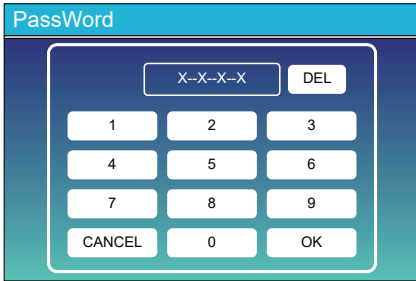 PassWord
X--X--X--X DEL
1 2 3
4 5 6
7 8 9
CANCEL 0 OK